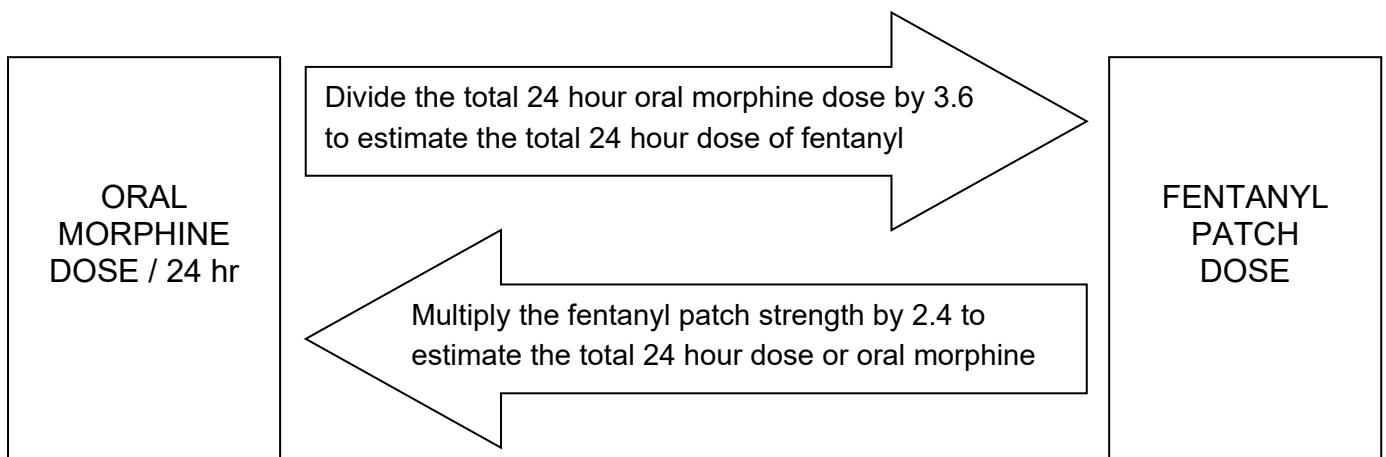 ORAL
MORPHINE
DOSE / 24 hr
Divide the total 24 hour oral morphine dose by 3.6
to estimate the total 24 hour dose of fentanyl
Multiply the fentanyl patch strength by 2.4 to
estimate the total 24 hour dose or oral morphine
FENTANYL
PATCH
DOSE